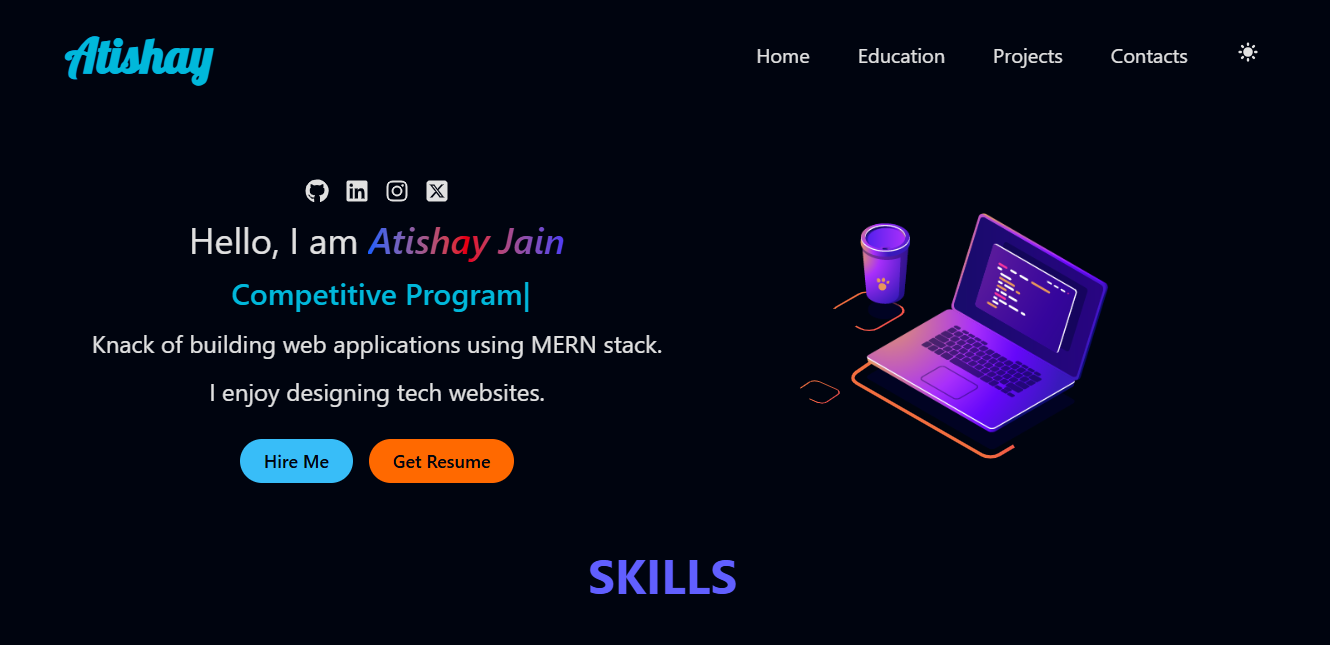 Atishay
Home Education Projects Contacts
Hello, I am Atishay Jain
Competitive Program|
Knack of building web applications using MERN stack.
I enjoy designing tech websites.
Hire Me Get Resume
SKILLS